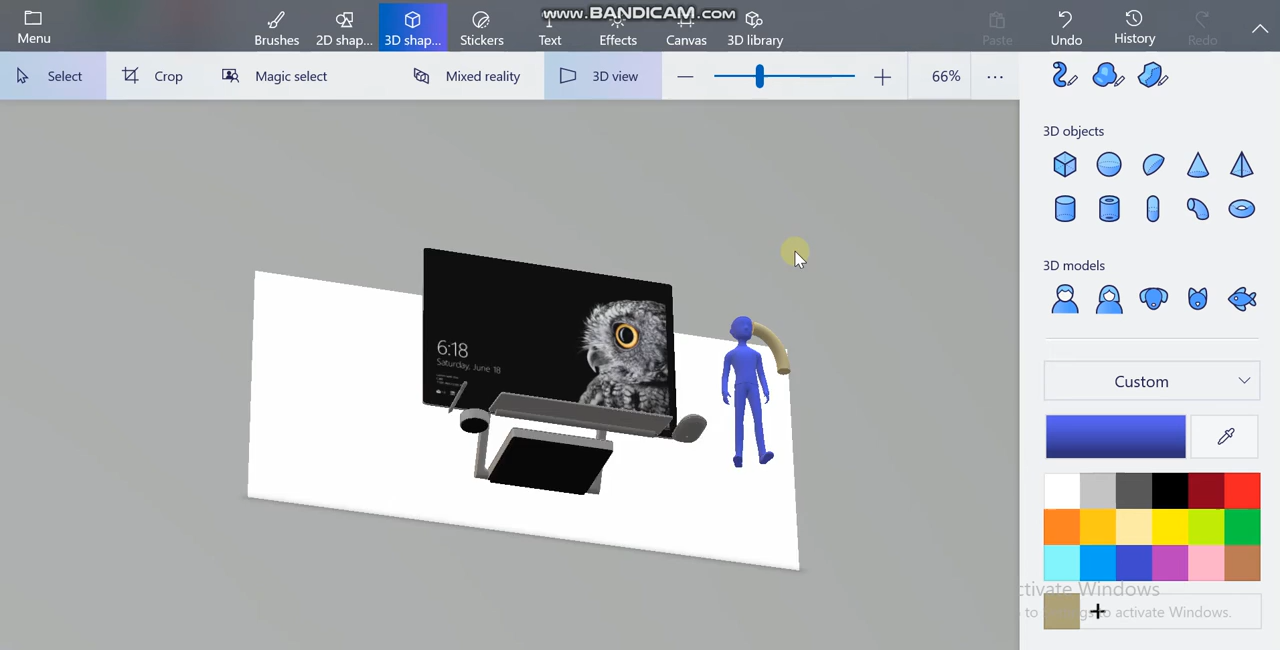 www.BANDICAM.com
Menu
Brushes
2D shap...
3D shap...
Stickers
Text
Effects
Canvas
3D library
Paste
Undo
History
Redo
Select
Crop
Magic select
Mixed reality
3D view
66%
3D objects
3D models
Custom
6:18
Saturday, June 18
ctivate Windows
to activate Windows.